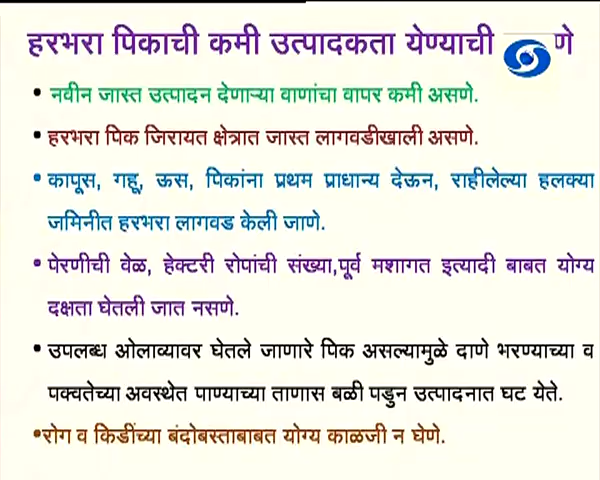 हरभरा पिकाची कमी उत्पादकता येण्याची णे
• नवीन जास्त उत्पादन देणाऱ्या वाणांचा वापर कमी असणे.
• हरभरा पिक जिरायत क्षेत्रात जास्त लागवडीखाली असणे.
• कापूस, गहू, ऊस, पिकांना प्रथम प्राधान्य देऊन, राहीलेल्या हलक्या
जमिनीत हरभरा लागवड केली जाणे.
• पेरणीची वेळ, हेक्टरी रोपांची संख्या,पूर्व मशागत इत्यादी बाबत योग्य
दक्षता घेतली जात नसणे.
• उपलब्ध ओलाव्यावर घेतले जाणारे पिक असल्यामुळे दाणे भरण्याच्या व
पक्वतेच्या अवस्थेत पाण्याच्या ताणास बळी पडुन उत्पादनात घट येते.
•रोग व किडींच्या बंदोबस्ताबाबत योग्य काळजी न घेणे.